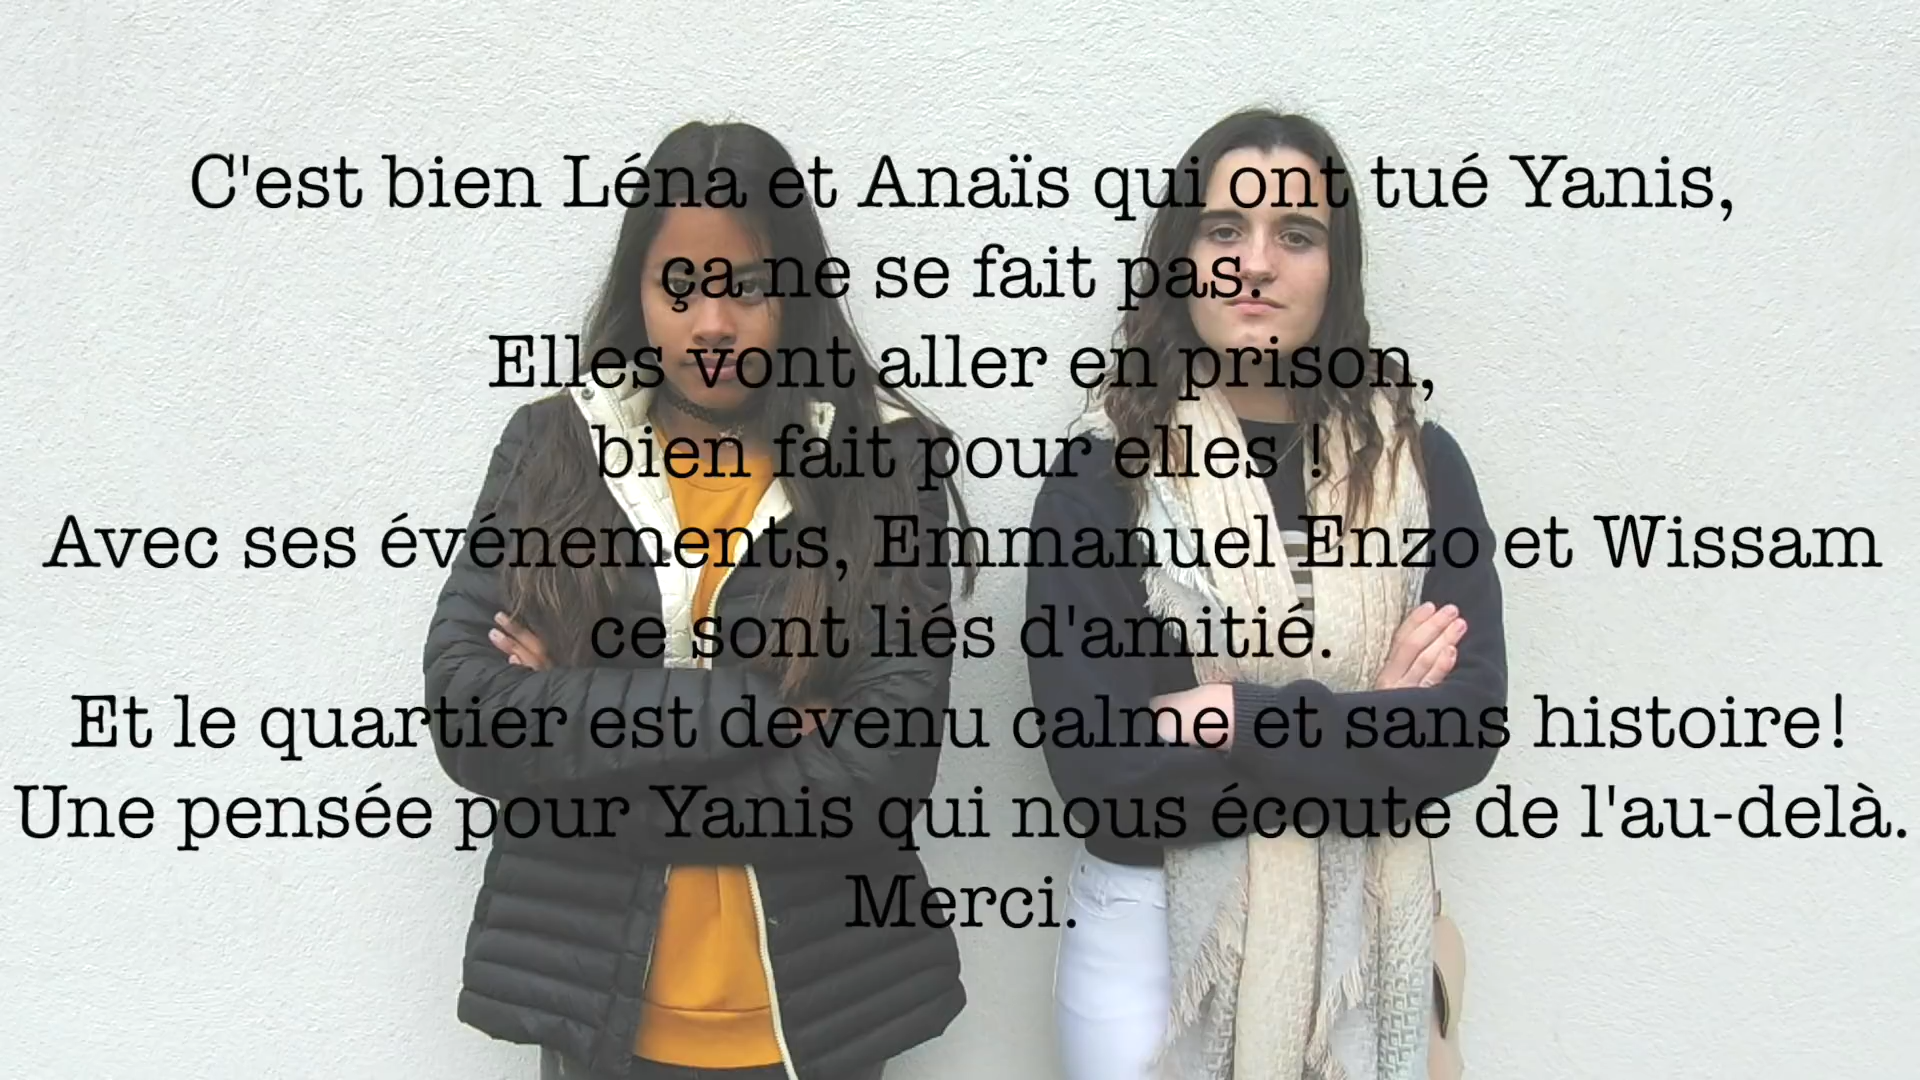 C'est bien Léna et Anaïs qui ont tué Yanis,
ça ne se fait pas.
Elles vont aller en prison,
bien fait pour elles !
Avec ses événements, Emmanuel Enzo et Wissam
ce sont liés d'amitié.
Et le quartier est devenu calme et sans histoire!
Une pensée pour Yanis qui nous écoute de l'au-delà.
Merci.